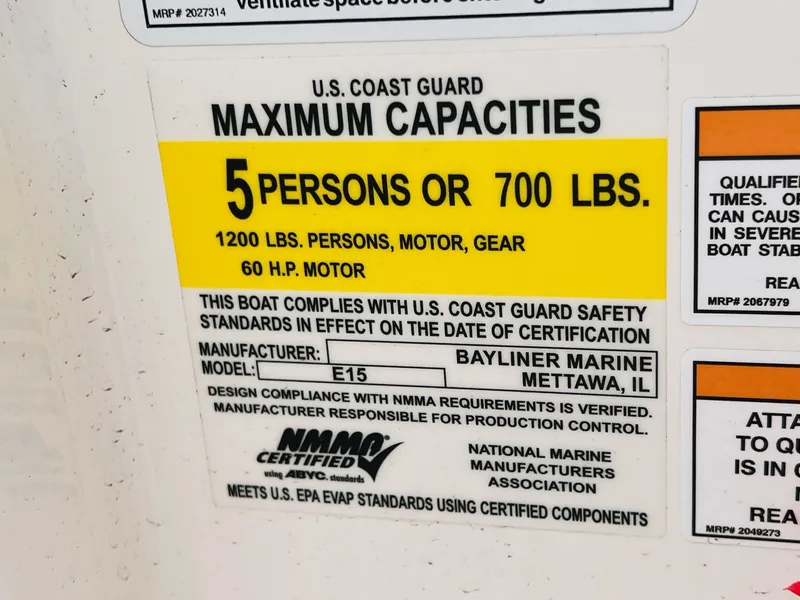 MRP# 2027314
U.S. COAST GUARD
MAXIMUM CAPACITIES
5 PERSONS OR 700 LBS.
1200 LBS. PERSONS, MOTOR, GEAR
60 H.P. MOTOR
THIS BOAT COMPLIES WITH U.S. COAST GUARD SAFETY
STANDARDS IN EFFECT ON THE DATE OF CERTIFICATION
MANUFACTURER: BAYLINER MARINE
MODEL: E15 METTAWA, IL
DESIGN COMPLIANCE WITH NMMA REQUIREMENTS IS VERIFIED.
MANUFACTURER RESPONSIBLE FOR PRODUCTION CONTROL.
NMMA®
CERTIFIED
using ABYC. standards
NATIONAL MARINE
MANUFACTURERS
ASSOCIATION
MEETS U.S. EPA EVAP STANDARDS USING CERTIFIED COMPONENTS
QUALIFIE
TIMES. O
CAN CAUS
IN SEVERE
BOAT STAB
REA
MRP# 2067979
ATTA
TO QU
IS IN
REA
MRP# 2049273